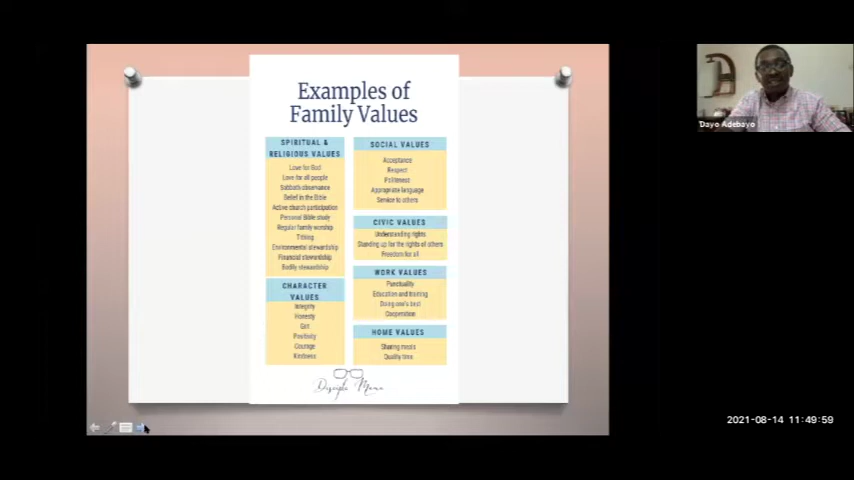 Examples of
Family Values
SPIRITUAL &
RELIGIOUS VALUES
Love for God
Love for all people
Sabbath observance
Belief in the Bible
Active church participation
Personal Bible study
Regular family worship
Tithing
Environmental stewardship
Financial stewardship
Bodily stewardship
CHARACTER
VALUES
Integrity
Honesty
Grit
Positivity
Courage
Kindness
SOCIAL VALUES
Acceptance
Respect
Politeness
Appropriate language
Service to others
CIVIC VALUES
Understanding rights
Standing up for the rights of others
Freedom for all
WORK VALUES
Punctuality
Education and training
Doing one's best
Cooperation
HOME VALUES
Sharing meals
Quality time
Disciple Mama
Dayo Adebayo
2021-08-14 11:49:59